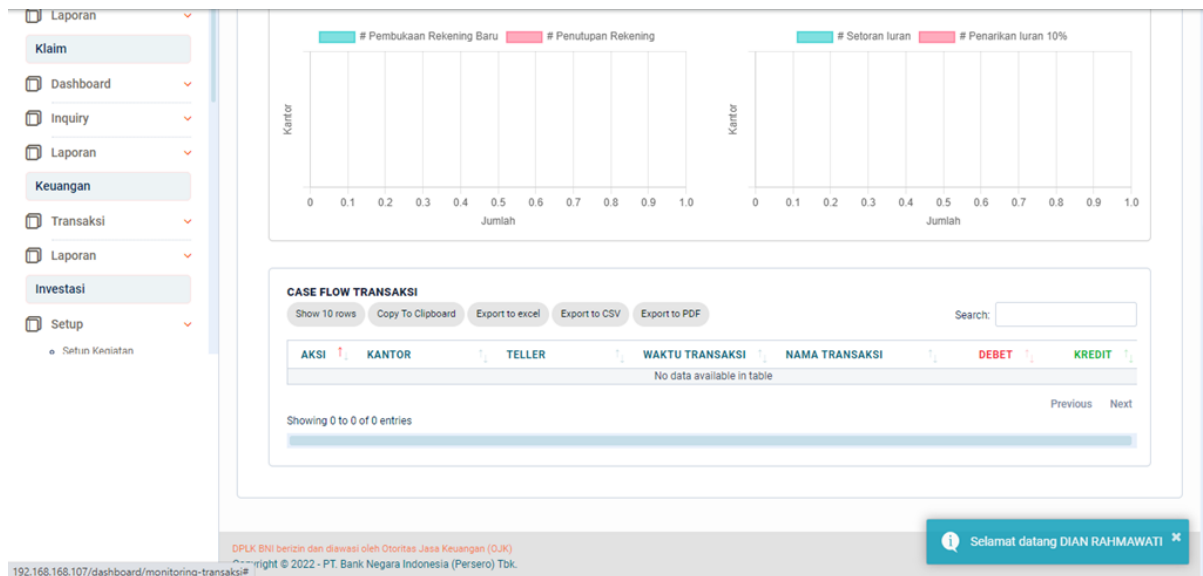 Laporan
Klaim
Dashboard
Inquiry
Laporan
Keuangan
Transaksi
Laporan
Investasi
Setup
Setup Kegiatan
# Pembukaan Rekening Baru # Penutupan Rekening
Kantor
0 0.1 0.2 0.3 0.4 0.5 0.6 0.7 0.8 0.9 1.0
Jumlah
# Setoran Iuran # Penarikan Iuran 10%
Kantor
0 0.1 0.2 0.3 0.4 0.5 0.6 0.7 0.8 0.9 1.0
Jumlah
CASE FLOW TRANSAKSI
Show 10 rows Copy To Clipboard Export to excel Export to CSV Export to PDF Search:
AKSI KANTOR TELLER WAKTU TRANSAKSI NAMA TRANSAKSI DEBET KREDIT
No data available in table
Previous Next
Showing 0 to 0 of 0 entries
DPLK BNI berizin dan diawasi oleh Otoritas Jasa Keuangan (OJK)
Copyright © 2022 - PT. Bank Negara Indonesia (Persero) Tbk.
Selamat datang DIAN RAHMAWATI ×
192.168.168.107/dashboard/monitoring-transaksi#